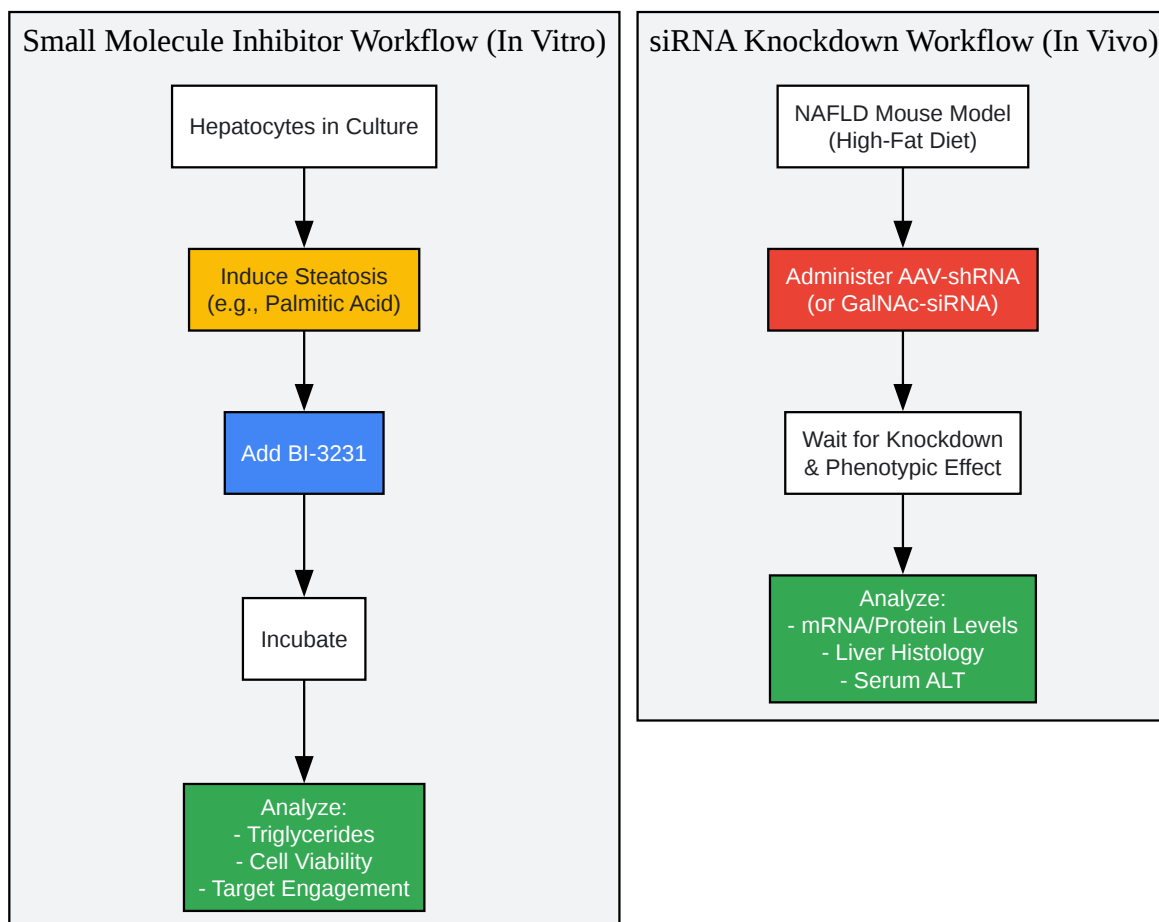 Small Molecule Inhibitor Workflow (In Vitro)
Hepatocytes in Culture
Induce Steatosis
(e.g., Palmitic Acid)
Add BI-3231
Incubate
Analyze:
- Triglycerides
- Cell Viability
- Target Engagement
siRNA Knockdown Workflow (In Vivo)
NAFLD Mouse Model
(High-Fat Diet)
Administer AAV-shRNA
(or GalNAc-siRNA)
Wait for Knockdown
& Phenotypic Effect
Analyze:
- mRNA/Protein Levels
- Liver Histology
- Serum ALT